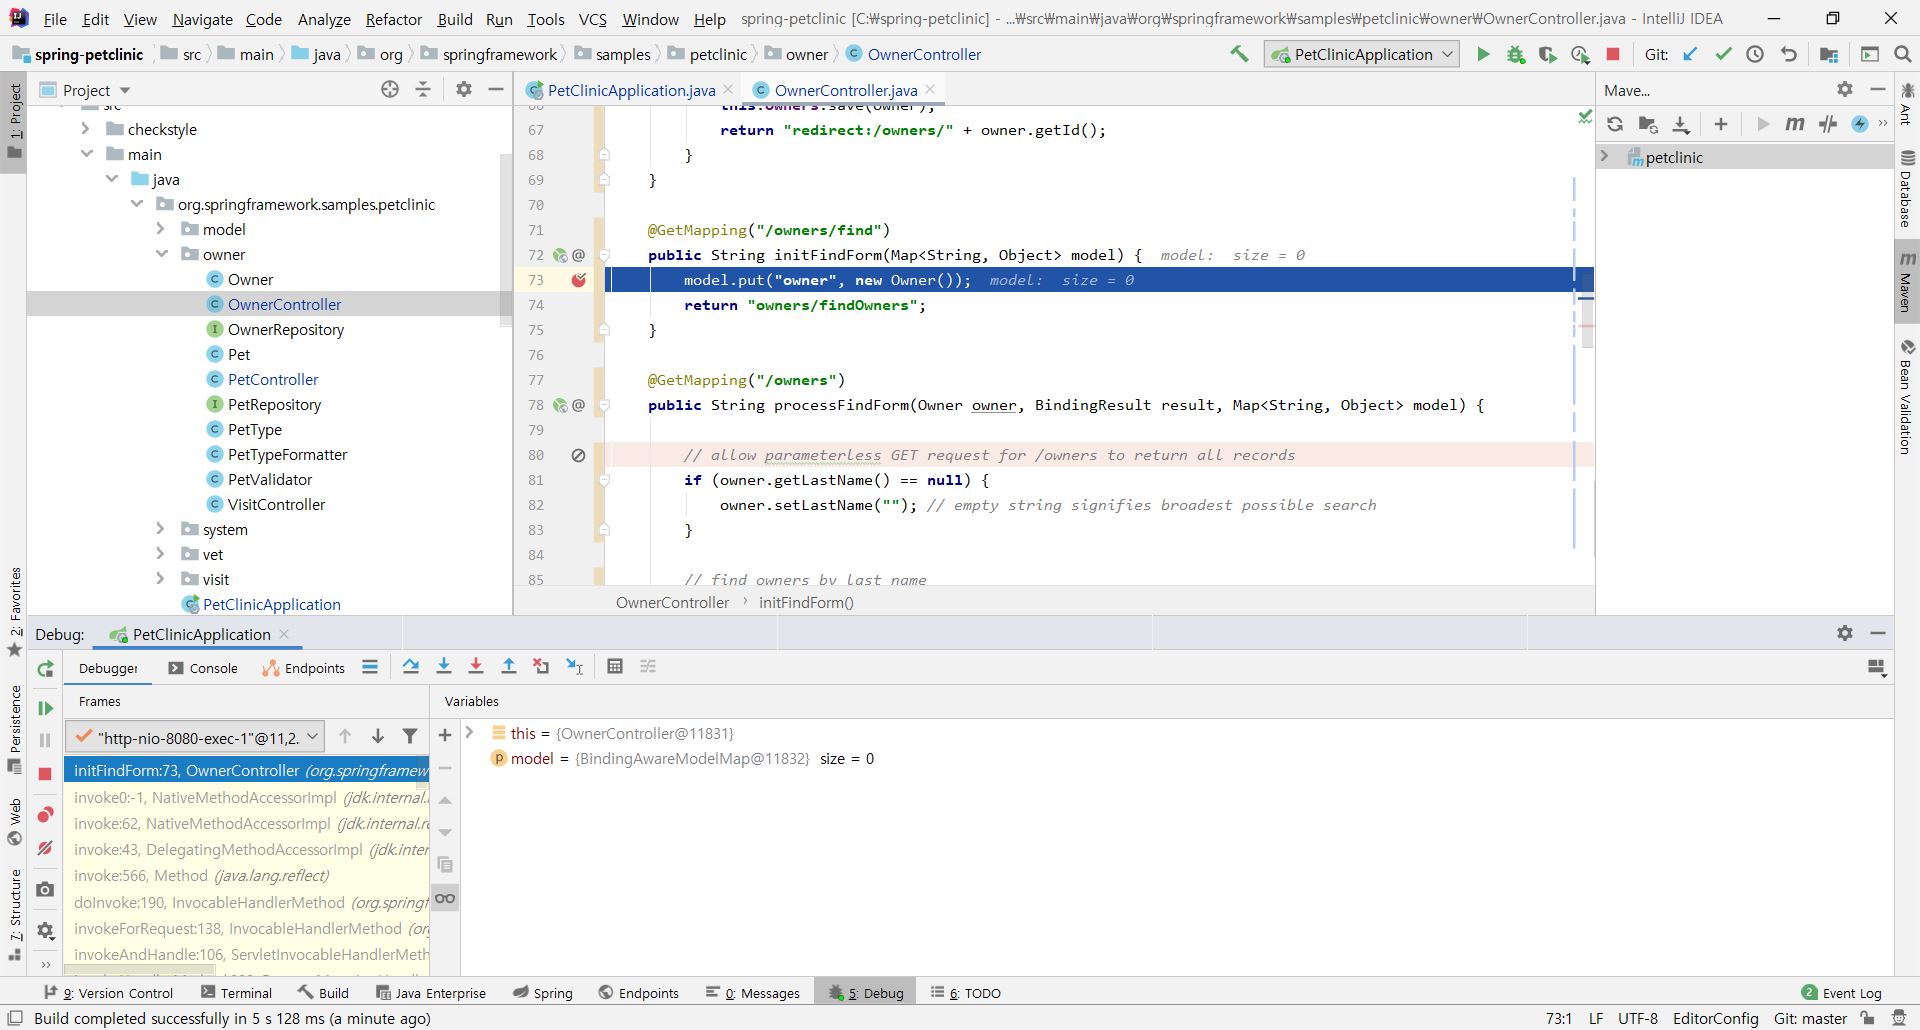 File Edit View Navigate Code Analyze Refactor Build Run Tools VCS Window Help spring-petclinic [C:₩spring-petclinic] - ...₩src₩main₩java₩org₩springframework₩samples₩petclinic₩owner₩OwnerController.java - IntelliJ IDEA
spring-petclinic src main java org springframework samples petclinic owner OwnerController PetClinicApplication Git:
1: Project
2: Favorites
Persistence
Web
7: Structure
Project
src
checkstyle
main
java
org.springframework.samples.petclinic
model
owner
Owner
OwnerController
OwnerRepository
Pet
PetController
PetRepository
PetType
PetTypeFormatter
PetValidator
VisitController
system
vet
visit
PetClinicApplication
PetClinicApplication.java OwnerController.java
66 this.owners.save(owner);
67 return "redirect:/owners/" + owner.getId();
68 }
69 }
70
71 @GetMapping("/owners/find")
72 public String initFindForm(Map<String, Object> model) { model: size = 0
73 model.put("owner", new Owner()); model: size = 0
74 return "owners/findOwners";
75 }
76
77 @GetMapping("/owners")
78 public String processFindForm(Owner owner, BindingResult result, Map<String, Object> model) {
79
80 // allow parameterless GET request for /owners to return all records
81 if (owner.getLastName() == null) {
82 owner.setLastName(""); // empty string signifies broadest possible search
83 }
84
85 // find owners by last name
OwnerController initFindForm()
Mave...
petclinic
Ant
Database
Maven
Bean Validation
Debug: PetClinicApplication
Debugger Console Endpoints
Frames
"http-nio-8080-exec-1"@11,2.
initFindForm:73, OwnerController (org.springframew
invoke0:-1, NativeMethodAccessorImpl (jdk.internal.
invoke:62, NativeMethodAccessorImpl (jdk.internal.r
invoke:43, DelegatingMethodAccessorImpl (jdk.inter
invoke:566, Method (java.lang.reflect)
doInvoke:190, InvocableHandlerMethod (org.springf
invokeForRequest:138, InvocableHandlerMethod (or
invokeAndHandle:106, ServletInvocableHandlerMeth
Variables
this = {OwnerController@11831}
model = {BindingAwareModelMap@11832} size = 0
9: Version Control Terminal Build Java Enterprise Spring Endpoints 0: Messages 5: Debug 6: TODO 2 Event Log
Build completed successfully in 5 s 128 ms (a minute ago) 73:1 LF UTF-8 EditorConfig Git: master